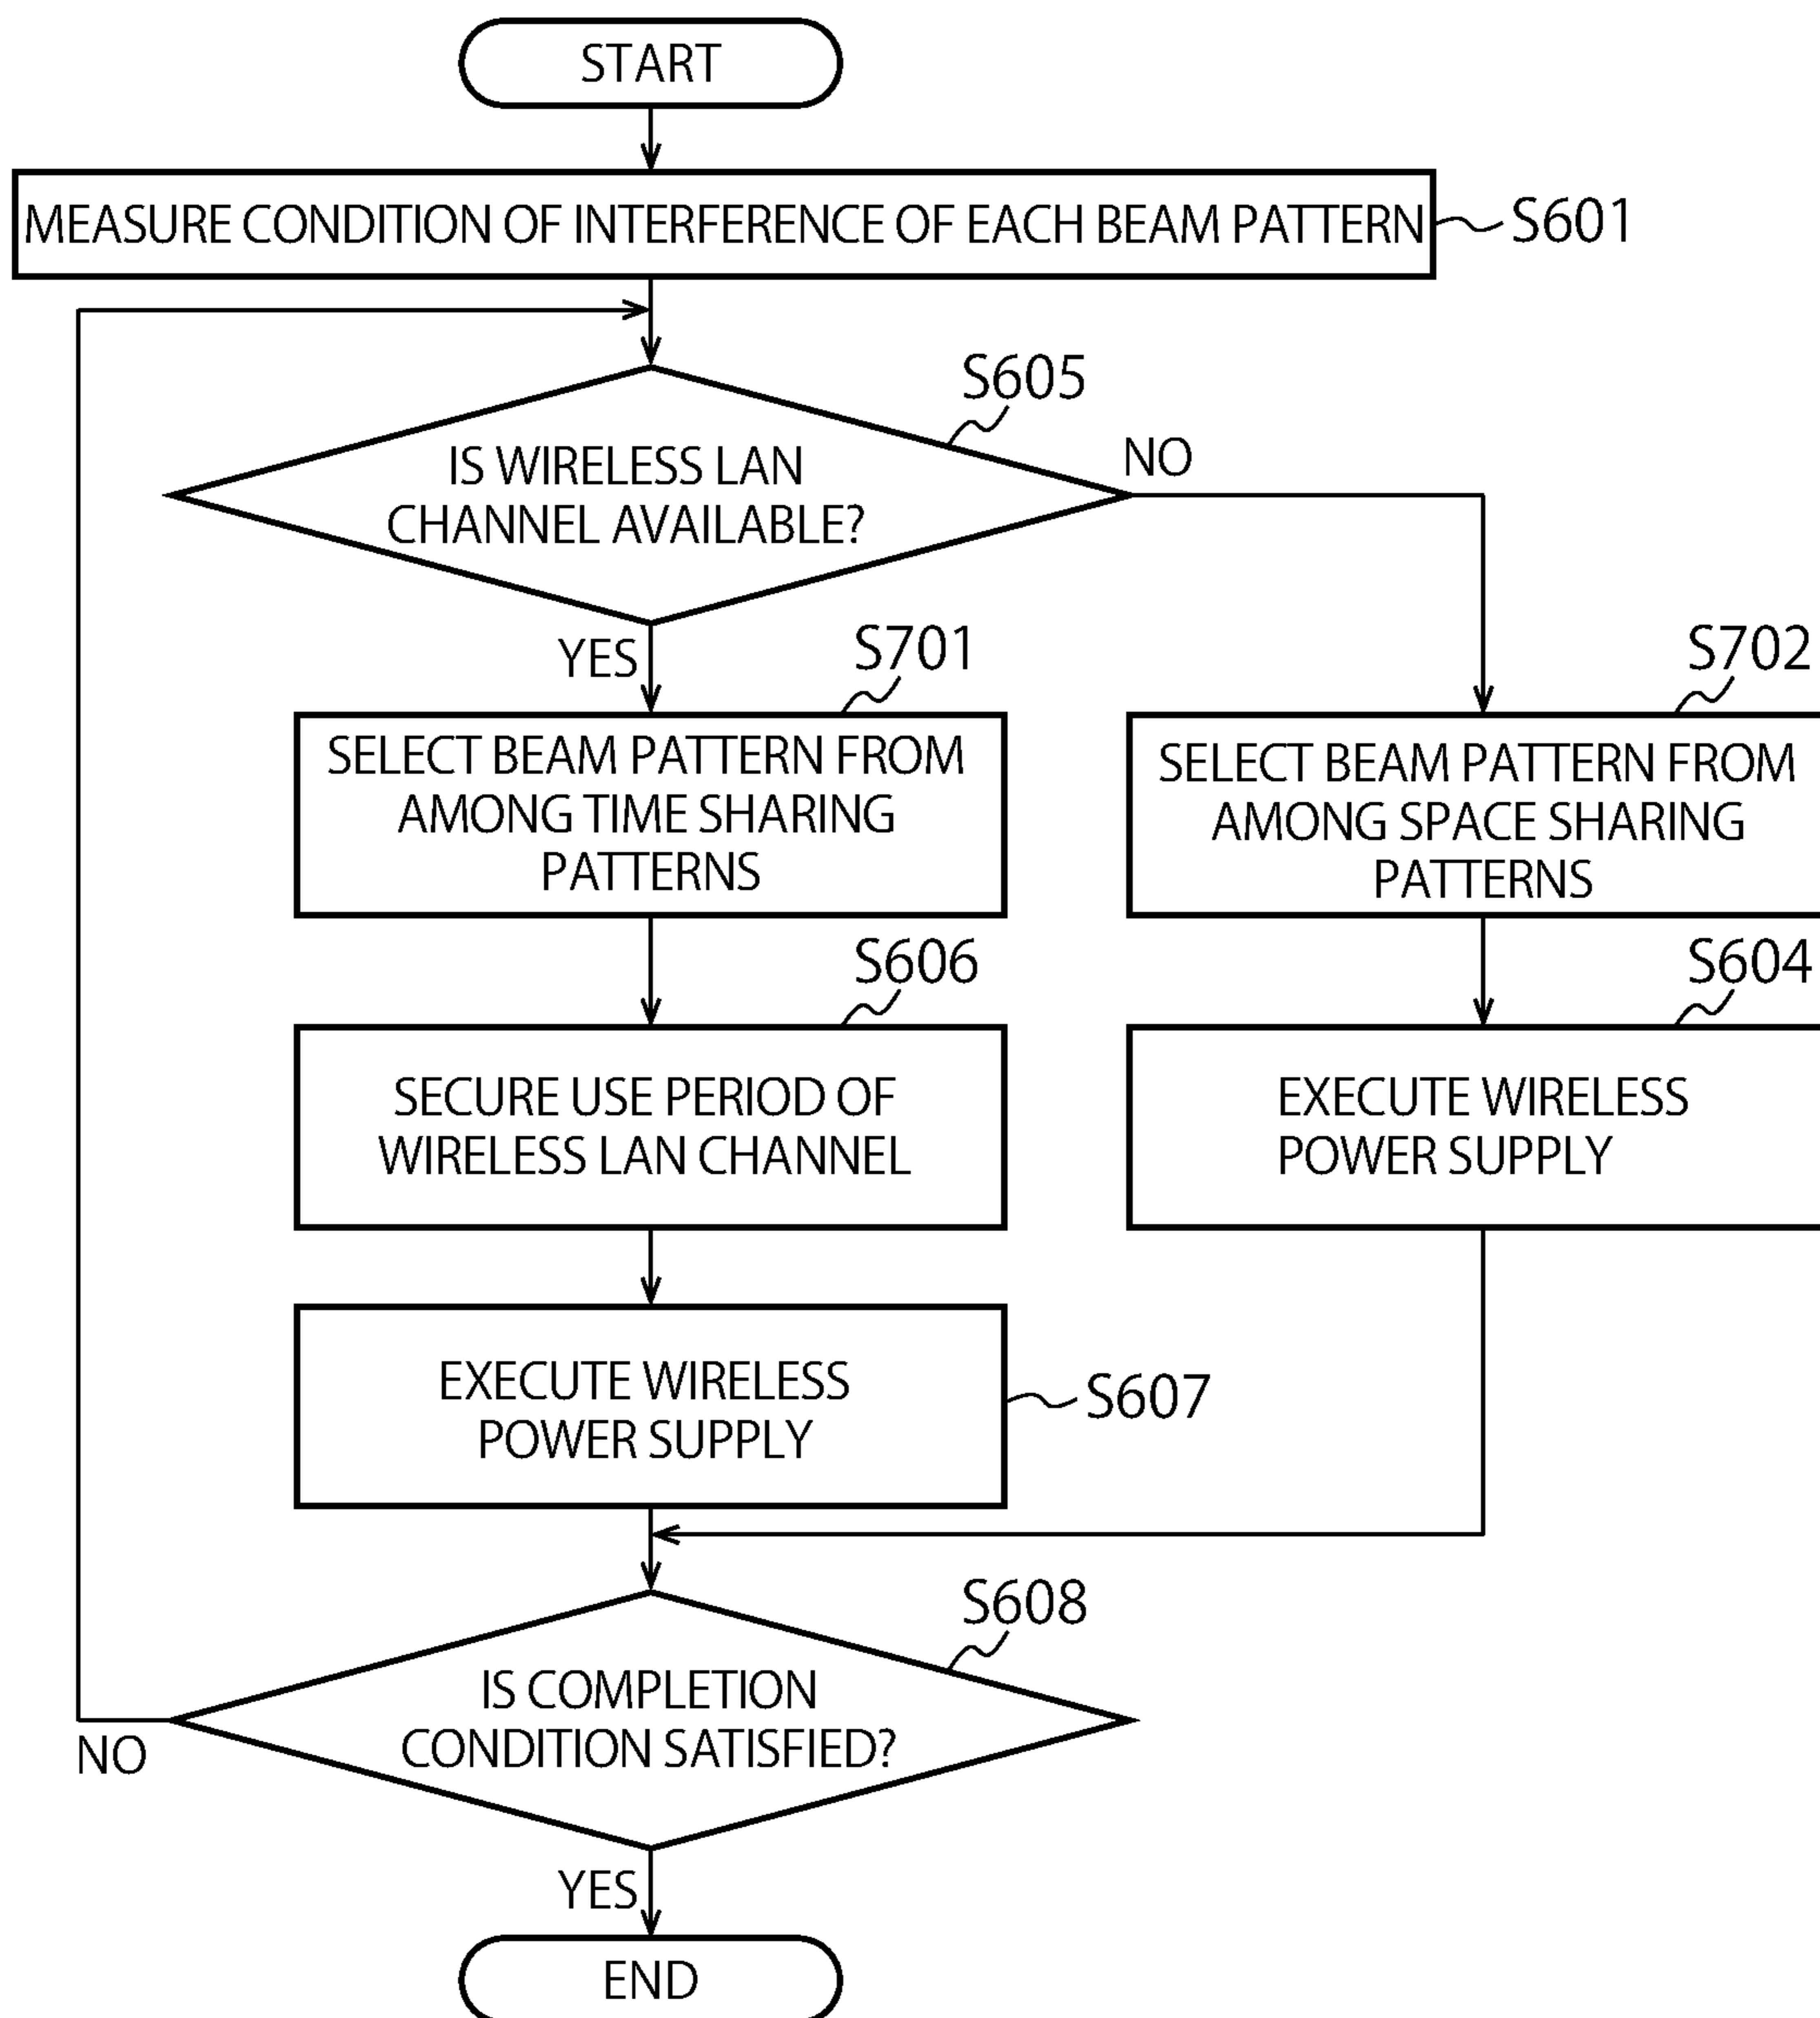 START
MEASURE CONDITION OF INTERFERENCE OF EACH BEAM PATTERN
S601
S605
IS WIRELESS LAN
CHANNEL AVAILABLE?
NO
YES
S701
SELECT BEAM PATTERN FROM
AMONG TIME SHARING
PATTERNS
S702
SELECT BEAM PATTERN FROM
AMONG SPACE SHARING
PATTERNS
S606
SECURE USE PERIOD OF
WIRELESS LAN CHANNEL
S604
EXECUTE WIRELESS
POWER SUPPLY
EXECUTE WIRELESS
POWER SUPPLY
S607
S608
IS COMPLETION
CONDITION SATISFIED?
NO
YES
END